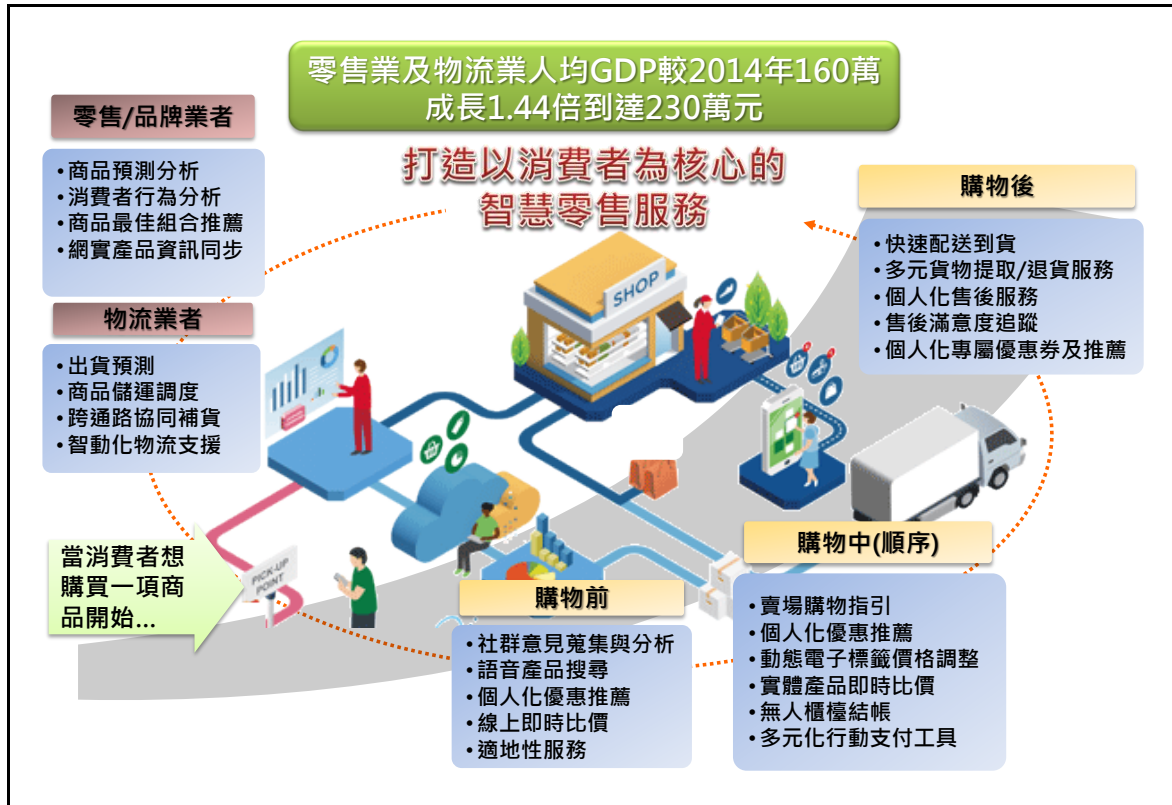 零售業及物流業人均GDP較2014年160萬
成長1.44倍到達230萬元
打造以消費者為核心的
智慧零售服務
零售/品牌業者
•商品預測分析
•消費者行為分析
•商品最佳組合推薦
•網實產品資訊同步
物流業者
•出貨預測
•商品儲運調度
•跨通路協同補貨
•智動化物流支援
當消費者想
購買一項商
品開始...
PICK-UP
POINT
SHOP
購物前
•社群意見蒐集與分析
•語音產品搜尋
•個人化優惠推薦
•線上即時比價
•適地性服務
購物中(順序)
•賣場購物指引
•個人化優惠推薦
•動態電子標籤價格調整
•實體產品即時比價
•無人櫃檯結帳
•多元化行動支付工具
購物後
•快速配送到貨
•多元貨物提取/退貨服務
•個人化售後服務
•售後滿意度追蹤
•個人化專屬優惠券及推薦